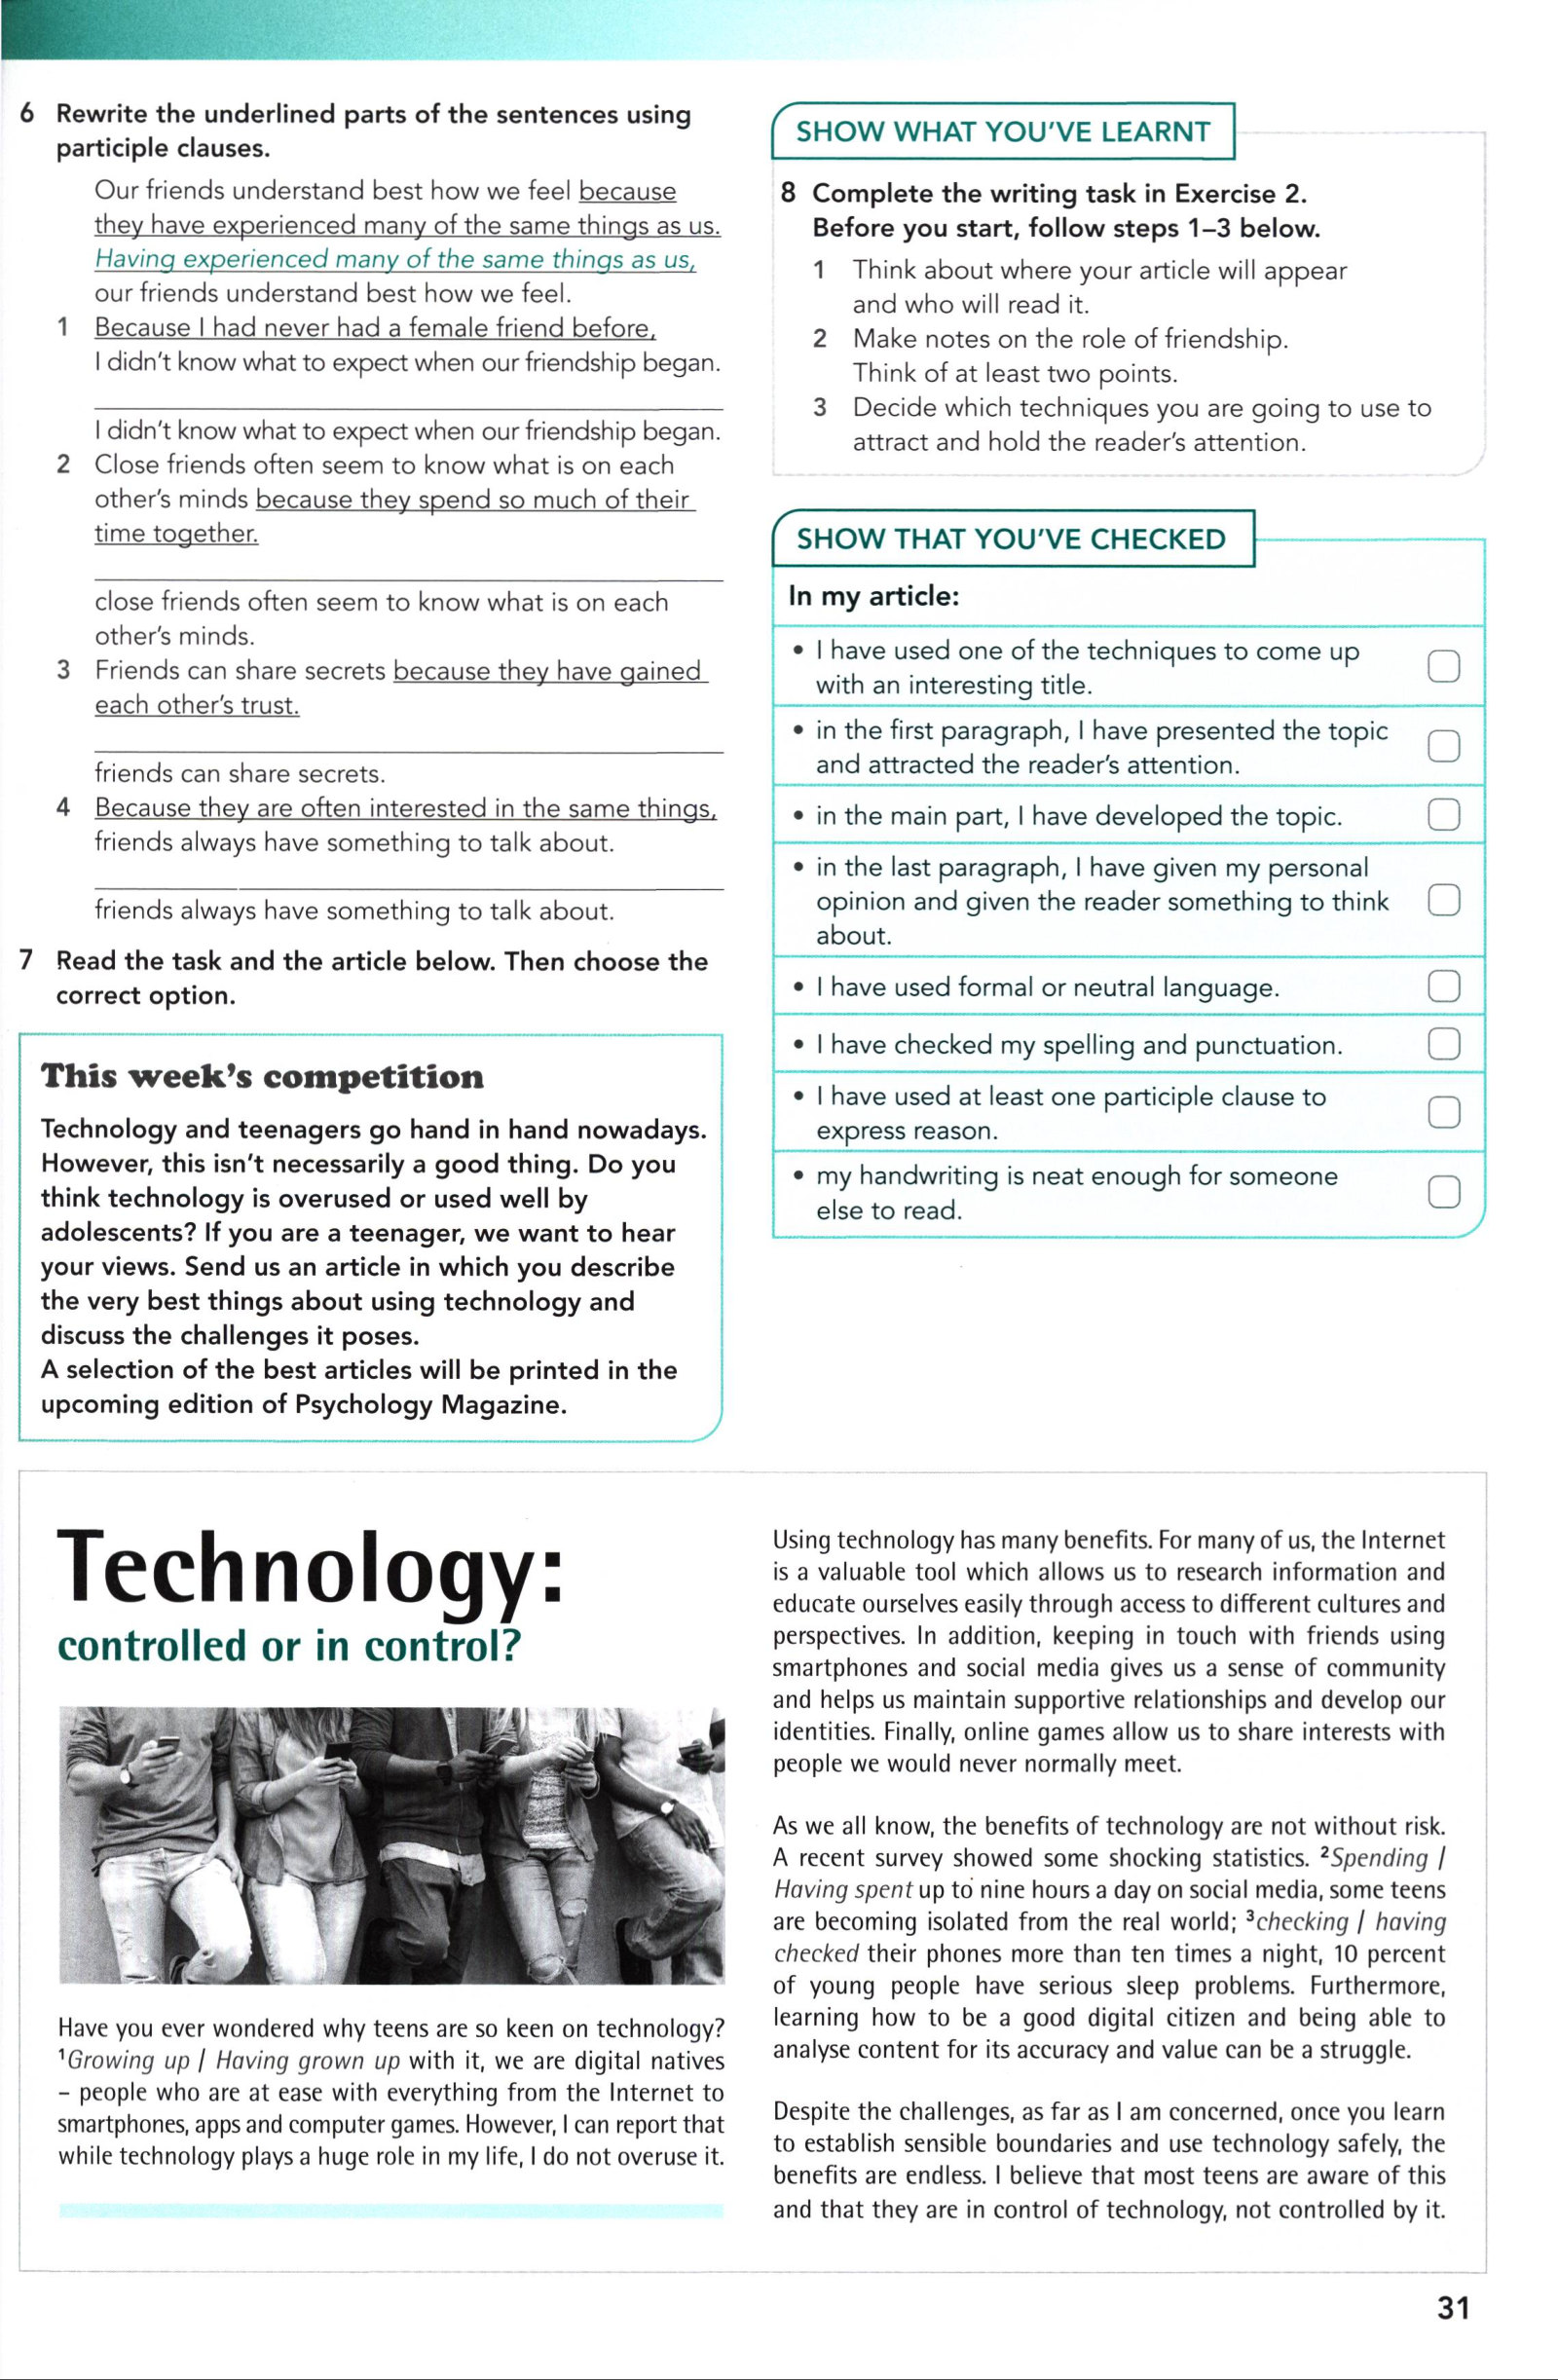 6 Rewrite the underlined parts of the sentences using
participle clauses.
Our friends understand best how we feel because
they have experienced many of the same things as us.
Having experienced many of the same things as us,
our friends understand best how we feel.
1 Because I had never had a female friend before,
I didn't know what to expect when our friendship began.
I didn't know what to expect when our friendship began.
2 Close friends often seem to know what is on each
other's minds because they spend so much of their
time together.
close friends often seem to know what is on each
other's minds.
3 Friends can share secrets because they have gained
each other's trust.
friends can share secrets.
4 Because they are often interested in the same things,
friends always have something to talk about.
friends always have something to talk about.
7 Read the task and the article below. Then choose the
correct option.
This week's competition
Technology and teenagers go hand in hand nowadays.
However, this isn't necessarily a good thing. Do you
think technology is overused or used well by
adolescents? If you are a teenager, we want to hear
your views. Send us an article in which you describe
the very best things about using technology and
discuss the challenges it poses.
A selection of the best articles will be printed in the
upcoming edition of Psychology Magazine.
SHOW WHAT YOU'VE LEARNT
8 Complete the writing task in Exercise 2.
Before you start, follow steps 1–3 below.
1 Think about where your article will appear
and who will read it.
2 Make notes on the role of friendship.
Think of at least two points.
3 Decide which techniques you are going to use to
attract and hold the reader's attention.
SHOW THAT YOU'VE CHECKED
In my article:
• I have used one of the techniques to come up
with an interesting title.
• in the first paragraph, I have presented the topic
and attracted the reader's attention.
• in the main part, I have developed the topic.
• in the last paragraph, I have given my personal
opinion and given the reader something to think
about.
• I have used formal or neutral language.
• I have checked my spelling and punctuation.
• I have used at least one participle clause to
express reason.
• my handwriting is neat enough for someone
else to read.
Technology:
controlled or in control?
Have you ever wondered why teens are so keen on technology?
¹Growing up / Having grown up with it, we are digital natives
– people who are at ease with everything from the Internet to
smartphones, apps and computer games. However, I can report that
while technology plays a huge role in my life, I do not overuse it.
Using technology has many benefits. For many of us, the Internet
is a valuable tool which allows us to research information and
educate ourselves easily through access to different cultures and
perspectives. In addition, keeping in touch with friends using
smartphones and social media gives us a sense of community
and helps us maintain supportive relationships and develop our
identities. Finally, online games allow us to share interests with
people we would never normally meet.
As we all know, the benefits of technology are not without risk.
A recent survey showed some shocking statistics. ²Spending /
Having spent up to nine hours a day on social media, some teens
are becoming isolated from the real world; ³checking / having
checked their phones more than ten times a night, 10 percent
of young people have serious sleep problems. Furthermore,
learning how to be a good digital citizen and being able to
analyse content for its accuracy and value can be a struggle.
Despite the challenges, as far as I am concerned, once you learn
to establish sensible boundaries and use technology safely, the
benefits are endless. I believe that most teens are aware of this
and that they are in control of technology, not controlled by it.
31